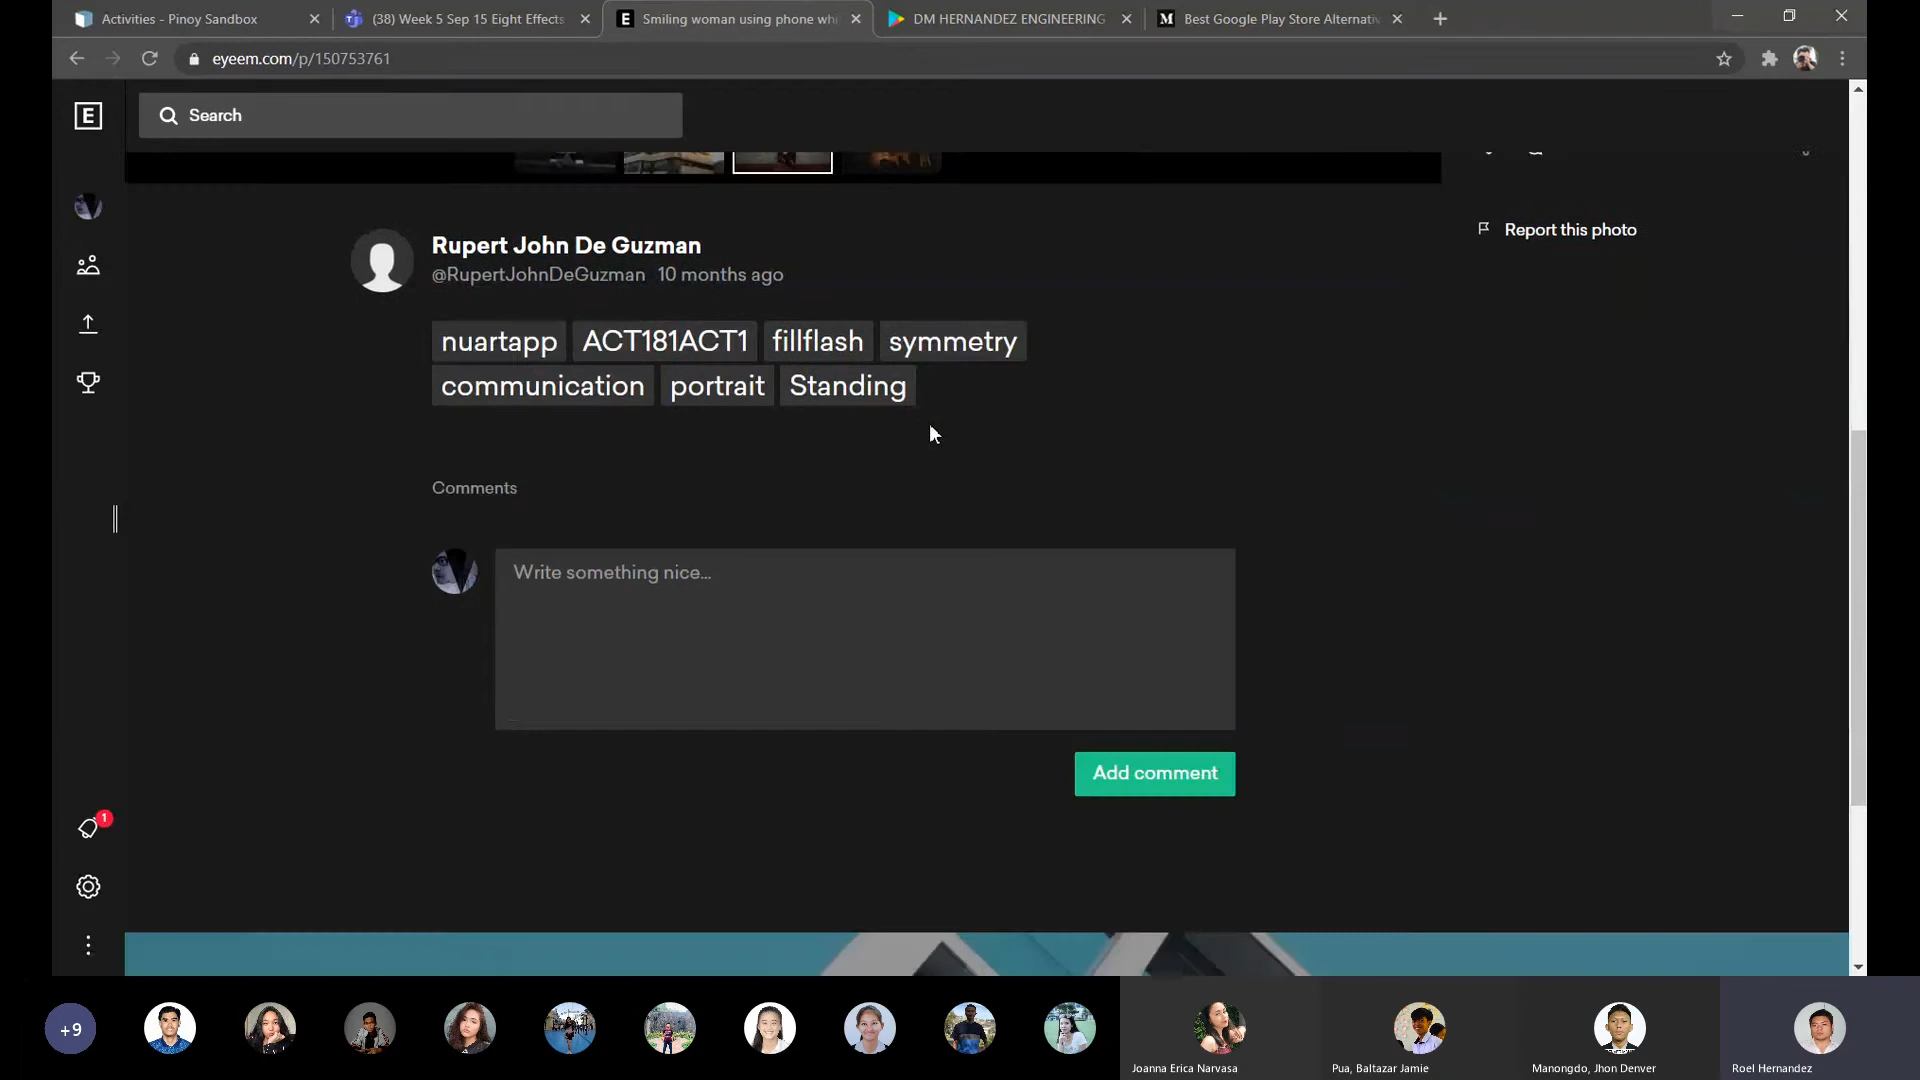 Activities - Pinoy Sandbox
(38) Week 5 Sep 15 Eight Effects
E Smiling woman using phone wh
DM HERNANDEZ ENGINEERING
M Best Google Play Store Alternati
eyeem.com/p/150753761
E
Search
Report this photo
Rupert John De Guzman
@RupertJohnDeGuzman 10 months ago
nuartapp ACT181ACT1 fillflash symmetry
communication portrait Standing
Comments
Write something nice...
Add comment
1
+9
Joanna Erica Narvasa
Pua, Baltazar Jamie
Manongdo, Jhon Denver
Roel Hernandez